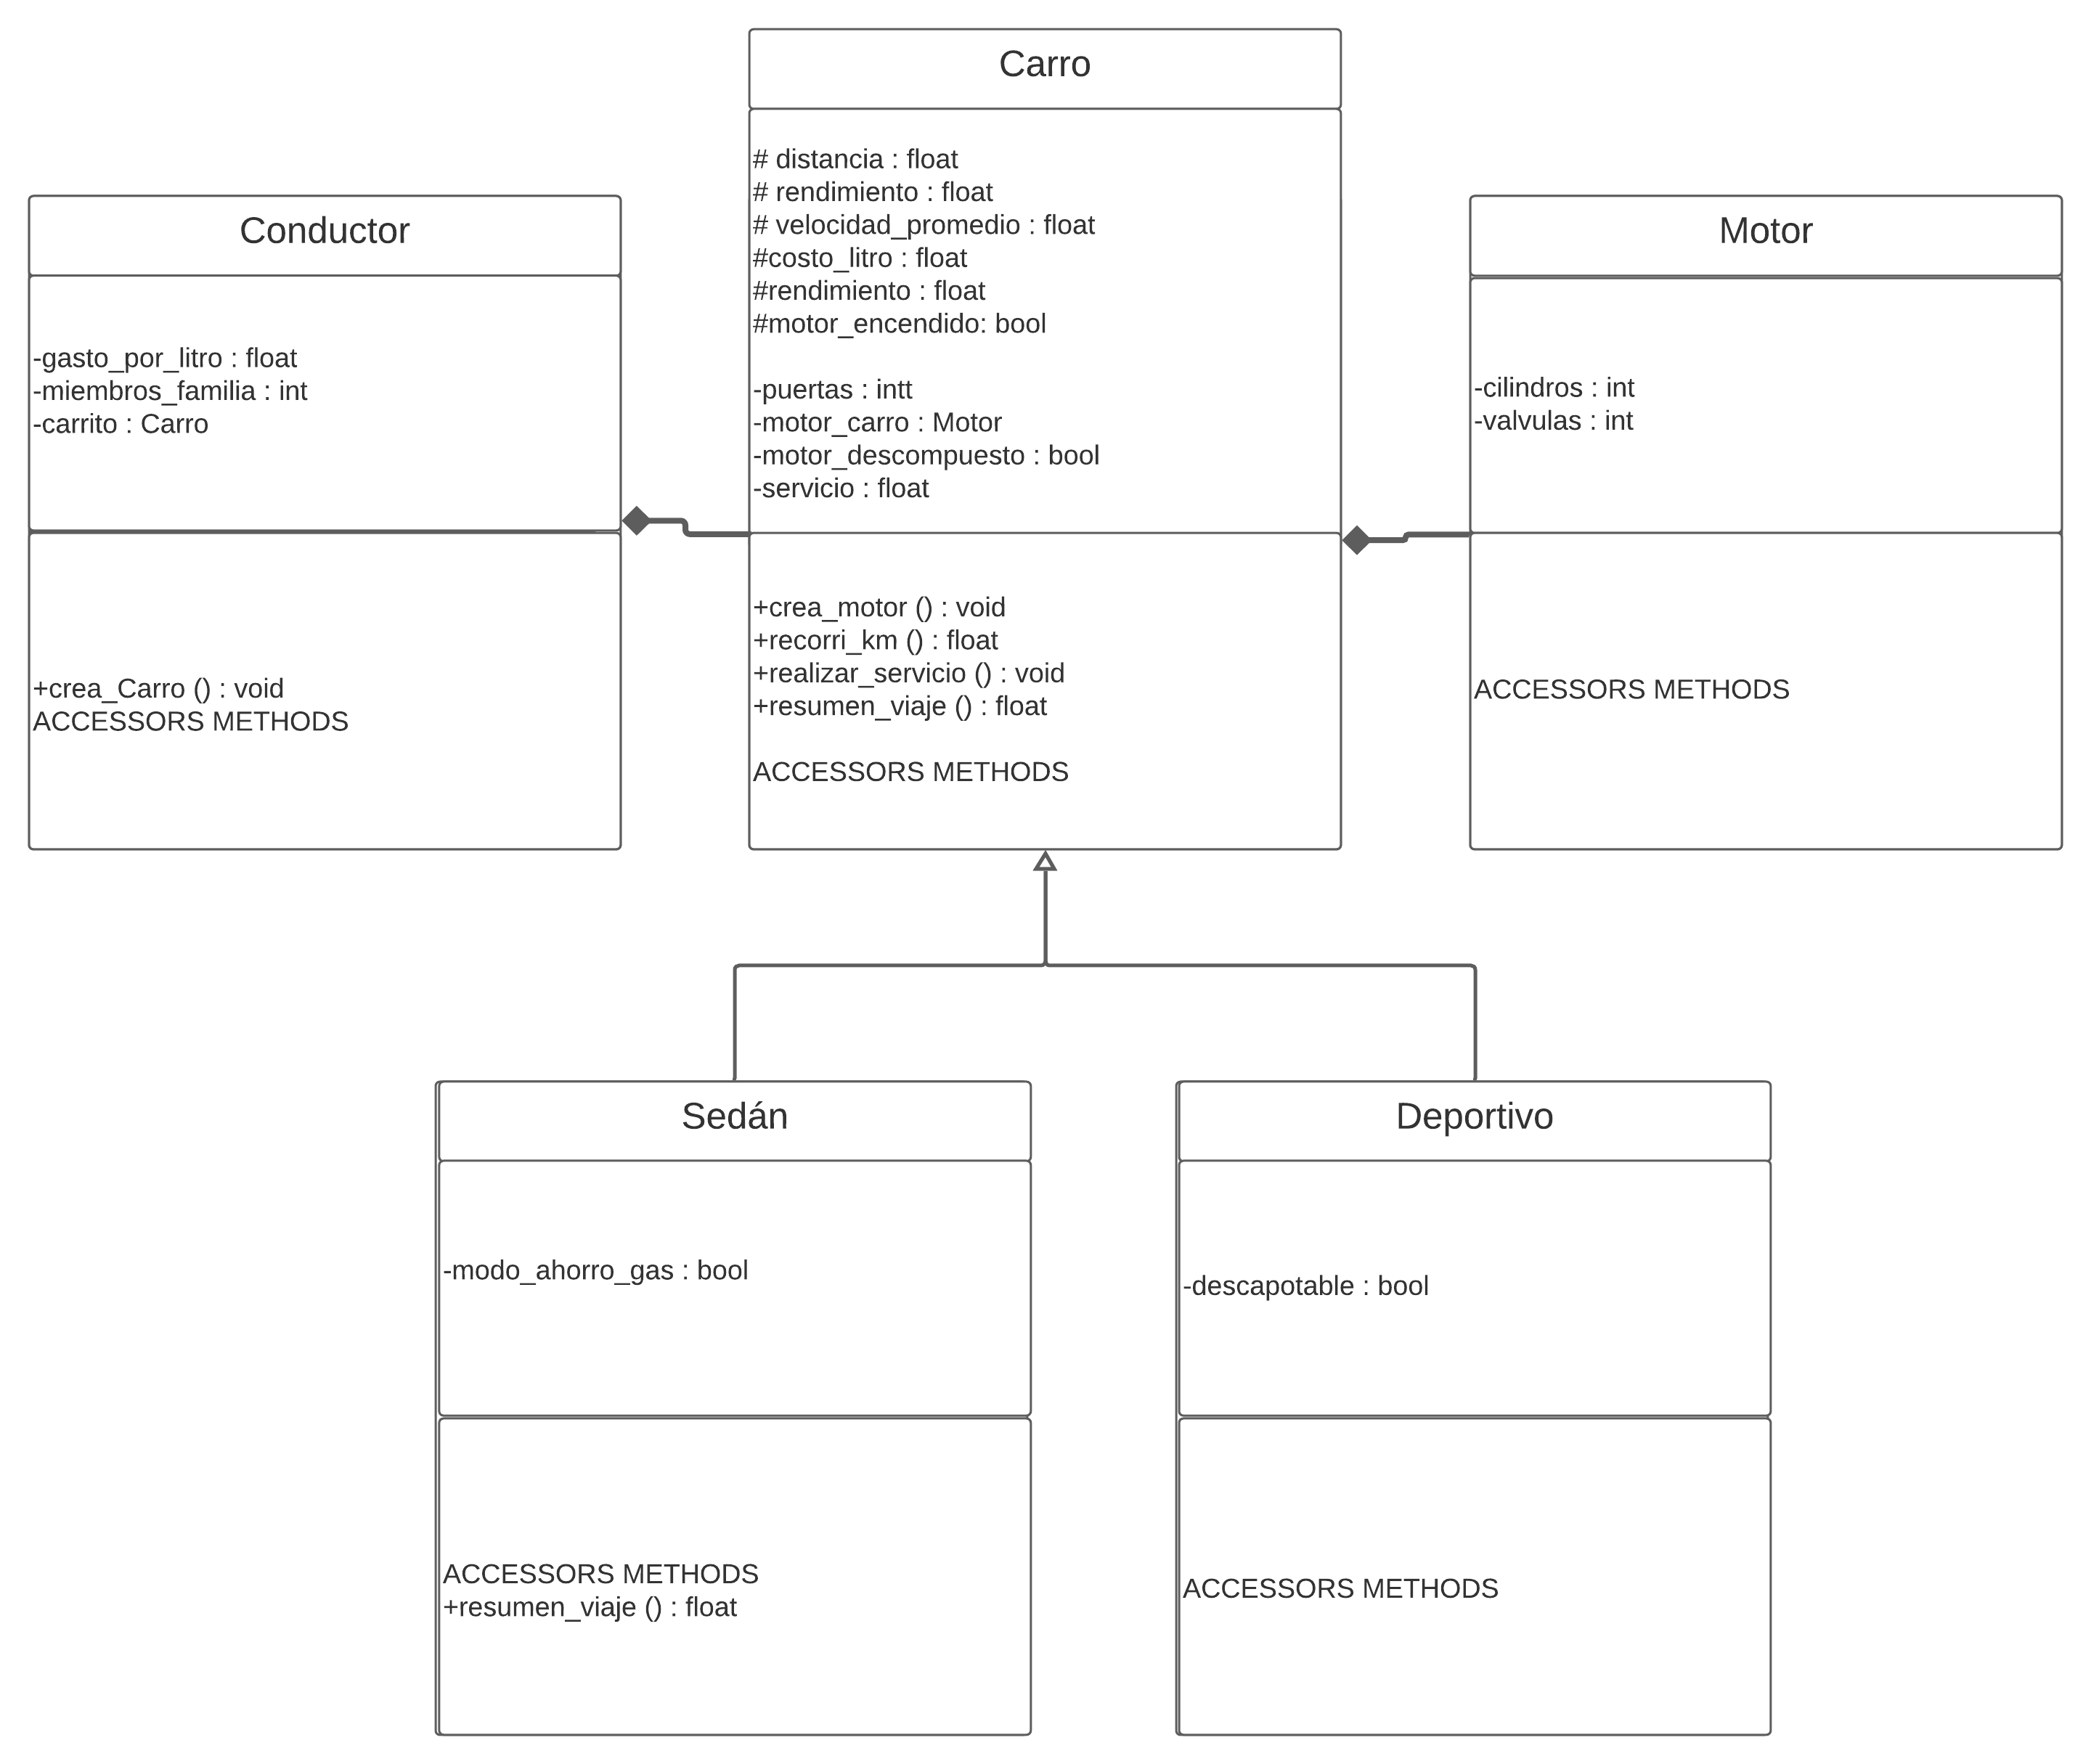 Carro
# distancia : float
# rendimiento : float
# velocidad_promedio : float
#costo_litro : float
#rendimiento : float
#motor_encendido: bool
-puertas : intt
-motor_carro : Motor
-motor_descompuesto : bool
-servicio : float
+crea_motor () : void
+recorri_km () : float
+realizar_servicio () : void
+resumen_viaje () : float
ACCESSORS METHODS
Conductor
-gasto_por_litro : float
-miembros_familia : int
-carrito : Carro
+crea_Carro () : void
ACCESSORS METHODS
Motor
-cilindros : int
-valvulas : int
ACCESSORS METHODS
Sedán
-modo_ahorro_gas : bool
ACCESSORS METHODS
+resumen_viaje () : float
Deportivo
-descapotable : bool
ACCESSORS METHODS